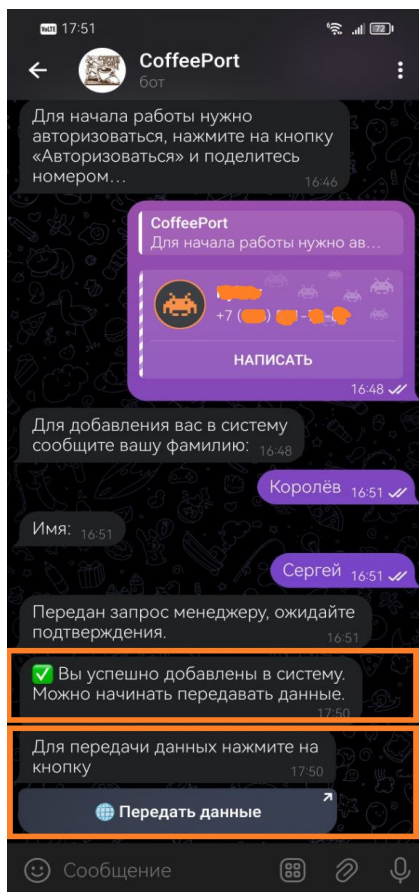 VoLTE 17:51 72
CoffeePort
бот
Для начала работы нужно
авторизоваться, нажмите на кнопку
«Авторизоваться» и поделитесь
номером...
16:46
CoffeePort
Для начала работы нужно ав...
+7 (
НАПИСАТЬ
16:48
Для добавления вас в систему
сообщите вашу фамилию: 16:48
Королёв 16:51
Имя: 16:51
Сергей 16:51
Передан запрос менеджеру, ожидайте
подтверждения. 16:51
✅ Вы успешно добавлены в систему.
Можно начинать передавать данные.
17:50
Для передачи данных нажмите на
кнопку 17:50
🌐 Передать данные
Сообщение